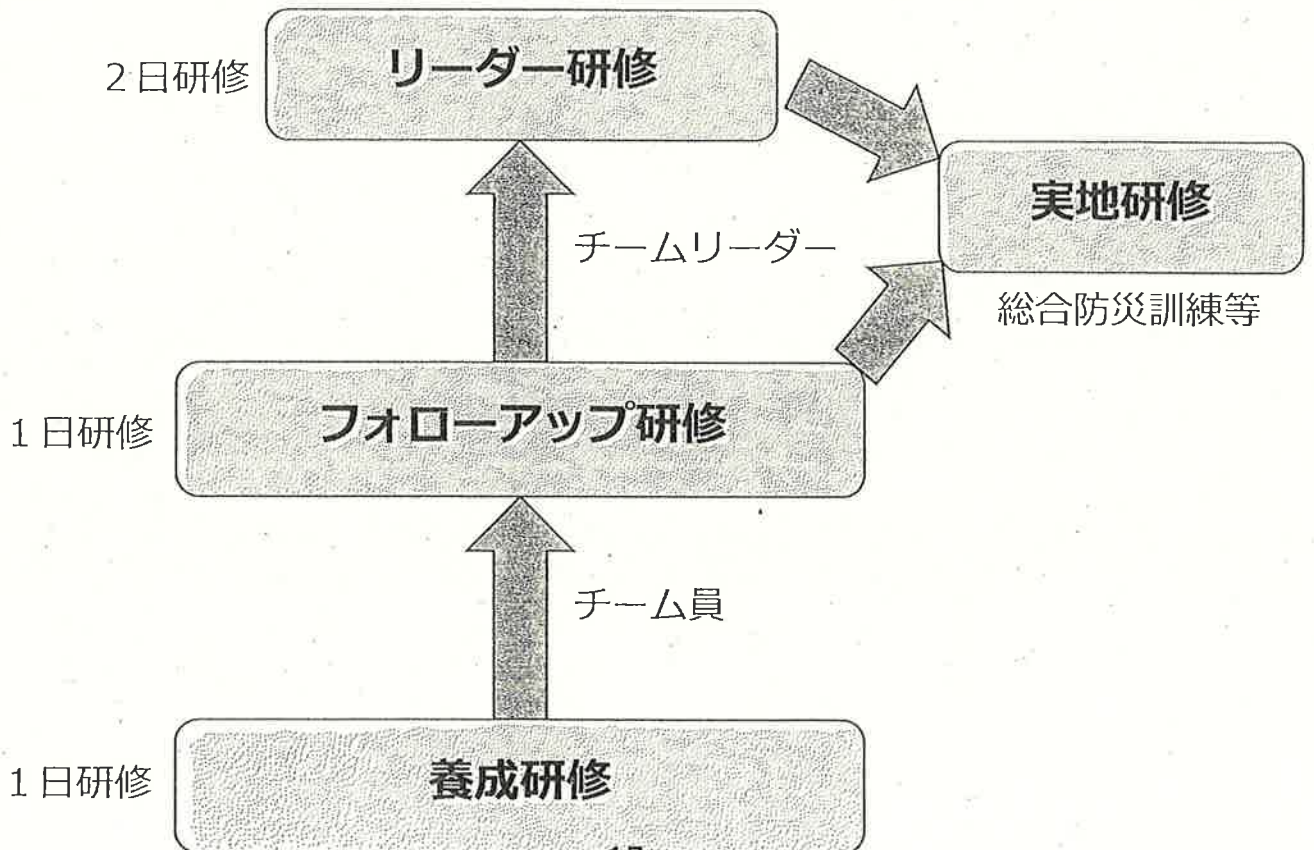 2日研修
リーダー研修
実地研修
チームリーダー
総合防災訓練等
1日研修
フォローアップ研修
チーム員
1日研修
養成研修